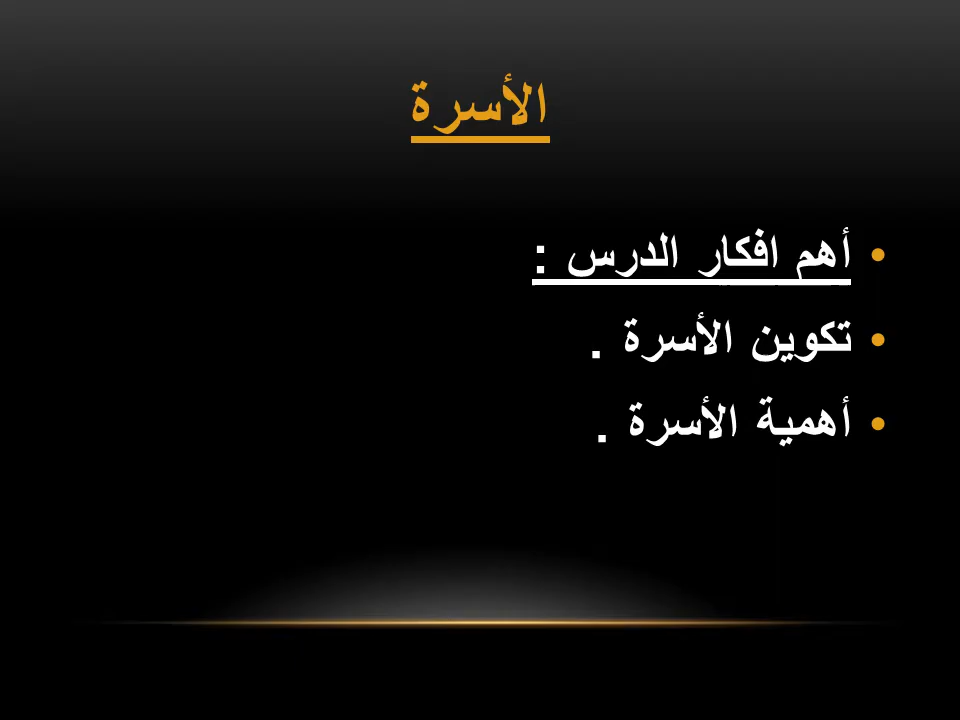 الأسرة
• أهم افكار الدرس :
• تكوين الأسرة .
• أهمية الأسرة .